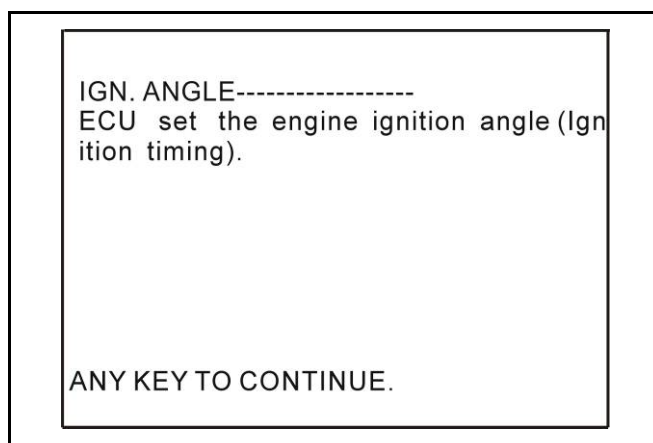 IGN. ANGLE------------------
ECU set the engine ignition angle (Ign
ition timing).
ANY KEY TO CONTINUE.